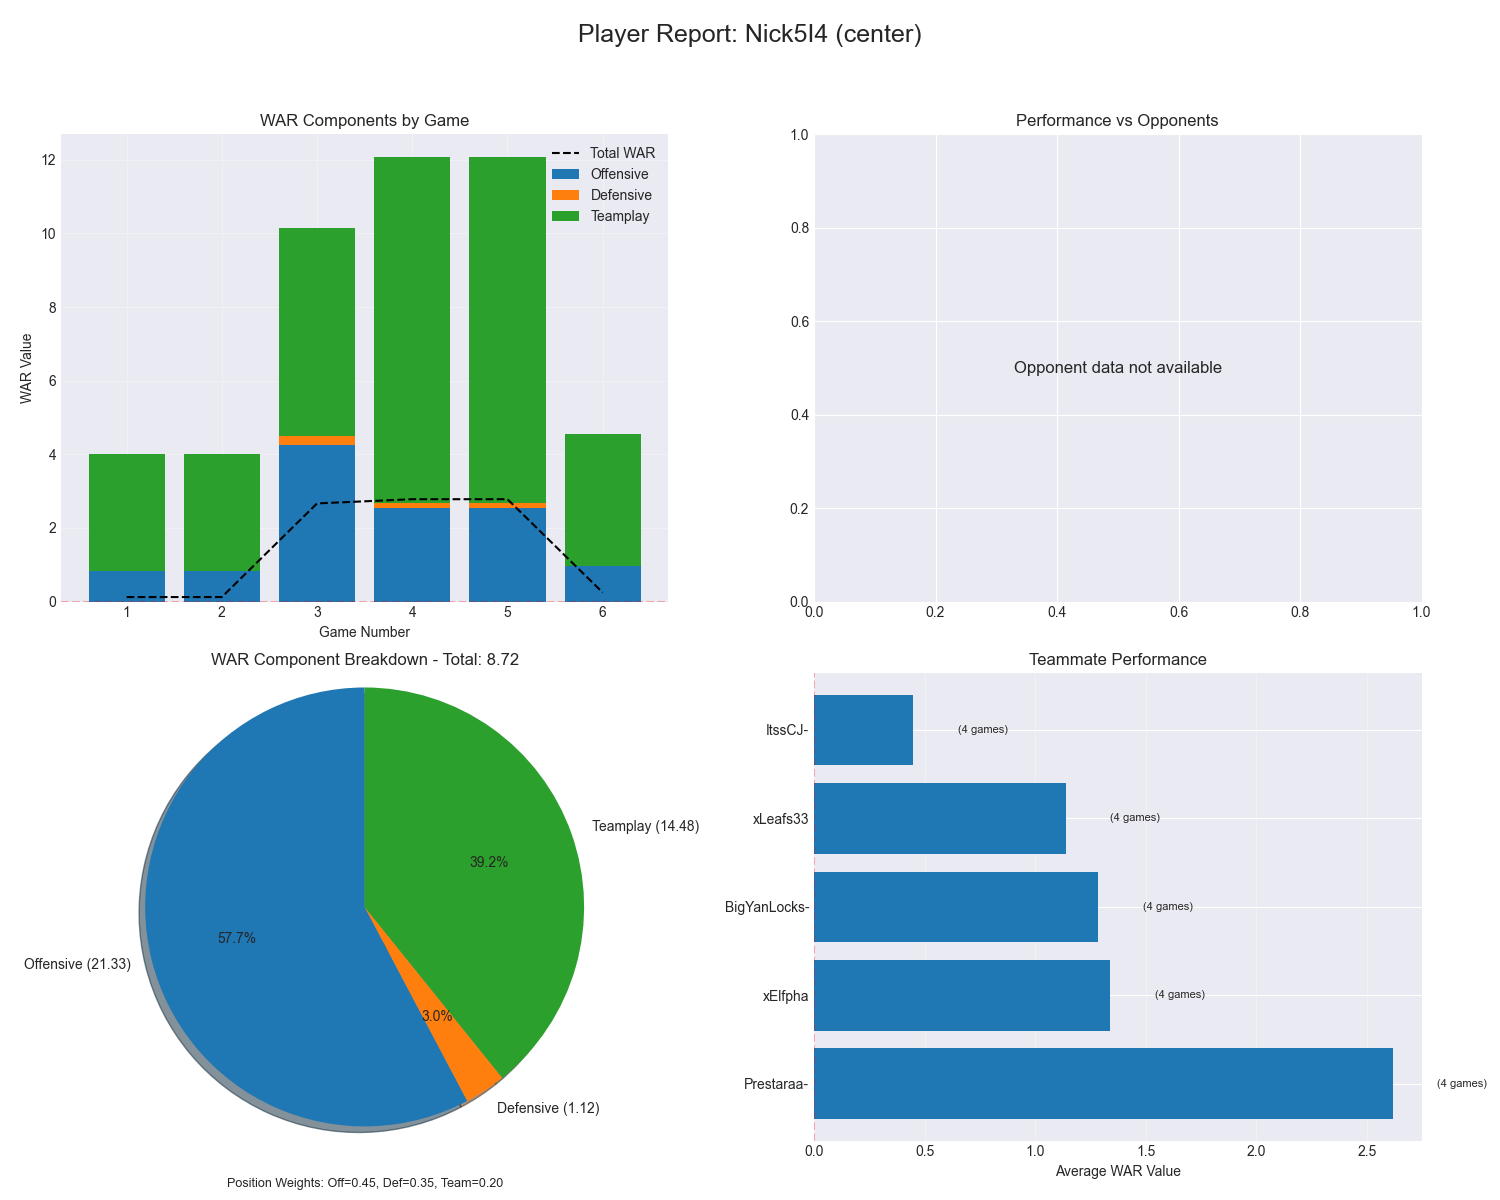 Player Report: Nick5I4 (center)
WAR Components by Game
Total WAR
Offensive
Defensive
Teamplay
WAR Value
12
10
8
6
4
2
0
1 2 3 4 5 6
Game Number
Performance vs Opponents
1.0
0.8
0.6
0.4
0.2
0.0
Opponent data not available
0.0 0.2 0.4 0.6 0.8 1.0
WAR Component Breakdown - Total: 8.72
Teamplay (14.48)
39.2%
57.7%
Offensive (21.33)
3.0%
Defensive (1.12)
Position Weights: Off=0.45, Def=0.35, Team=0.20
Teammate Performance
ItssCJ- (4 games)
xLeafs33 (4 games)
BigYanLocks- (4 games)
xElfpha (4 games)
Prestaraa- (4 games)
0.0 0.5 1.0 1.5 2.0 2.5
Average WAR Value